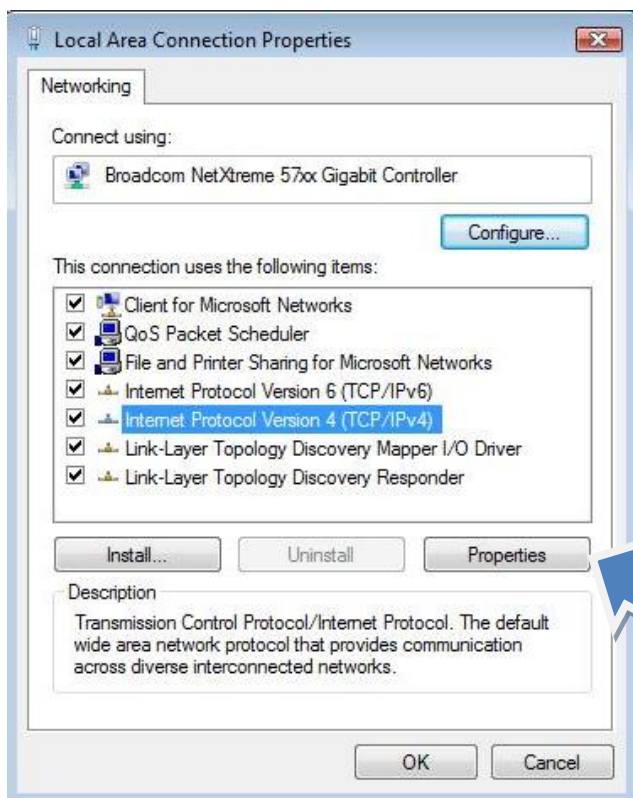 Local Area Connection Properties
Networking
Connect using:
Broadcom NetXtreme 57xx Gigabit Controller
Configure...
This connection uses the following items:
Client for Microsoft Networks
QoS Packet Scheduler
File and Printer Sharing for Microsoft Networks
Internet Protocol Version 6 (TCP/IPv6)
Internet Protocol Version 4 (TCP/IPv4)
Link-Layer Topology Discovery Mapper I/O Driver
Link-Layer Topology Discovery Responder
Install... Uninstall Properties
Description
Transmission Control Protocol/Internet Protocol. The default
wide area network protocol that provides communication
across diverse interconnected networks.
OK Cancel